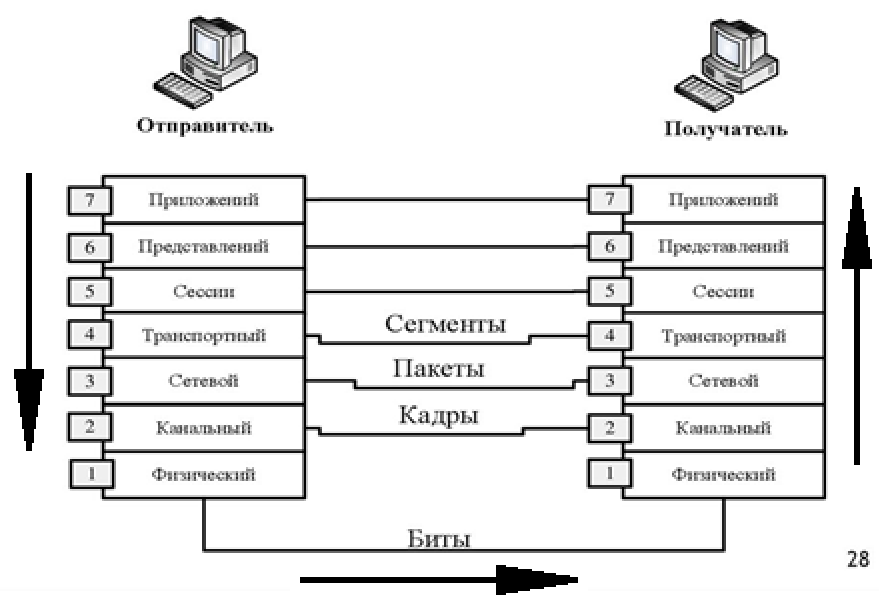 Отправитель
Получатель
7 Приложений
6 Представлений
5 Сессии
4 Транспортный
3 Сетевой
2 Канальный
1 Физический
Сегменты
Пакеты
Кадры
Биты
7 Приложений
6 Представлений
5 Сессии
4 Транспортный
3 Сетевой
2 Канальный
1 Физический
28